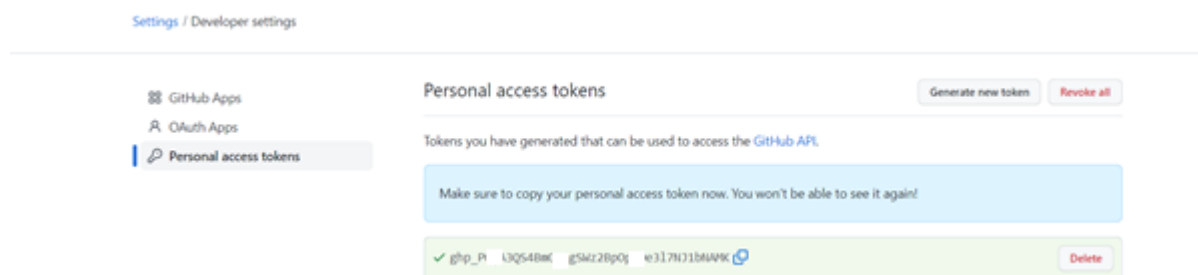 Settings / Developer settings
GitHub Apps
OAuth Apps
Personal access tokens
Personal access tokens
Generate new token
Revoke all
Tokens you have generated that can be used to access the GitHub API.
Make sure to copy your personal access token now. You won't be able to see it again!
Delete